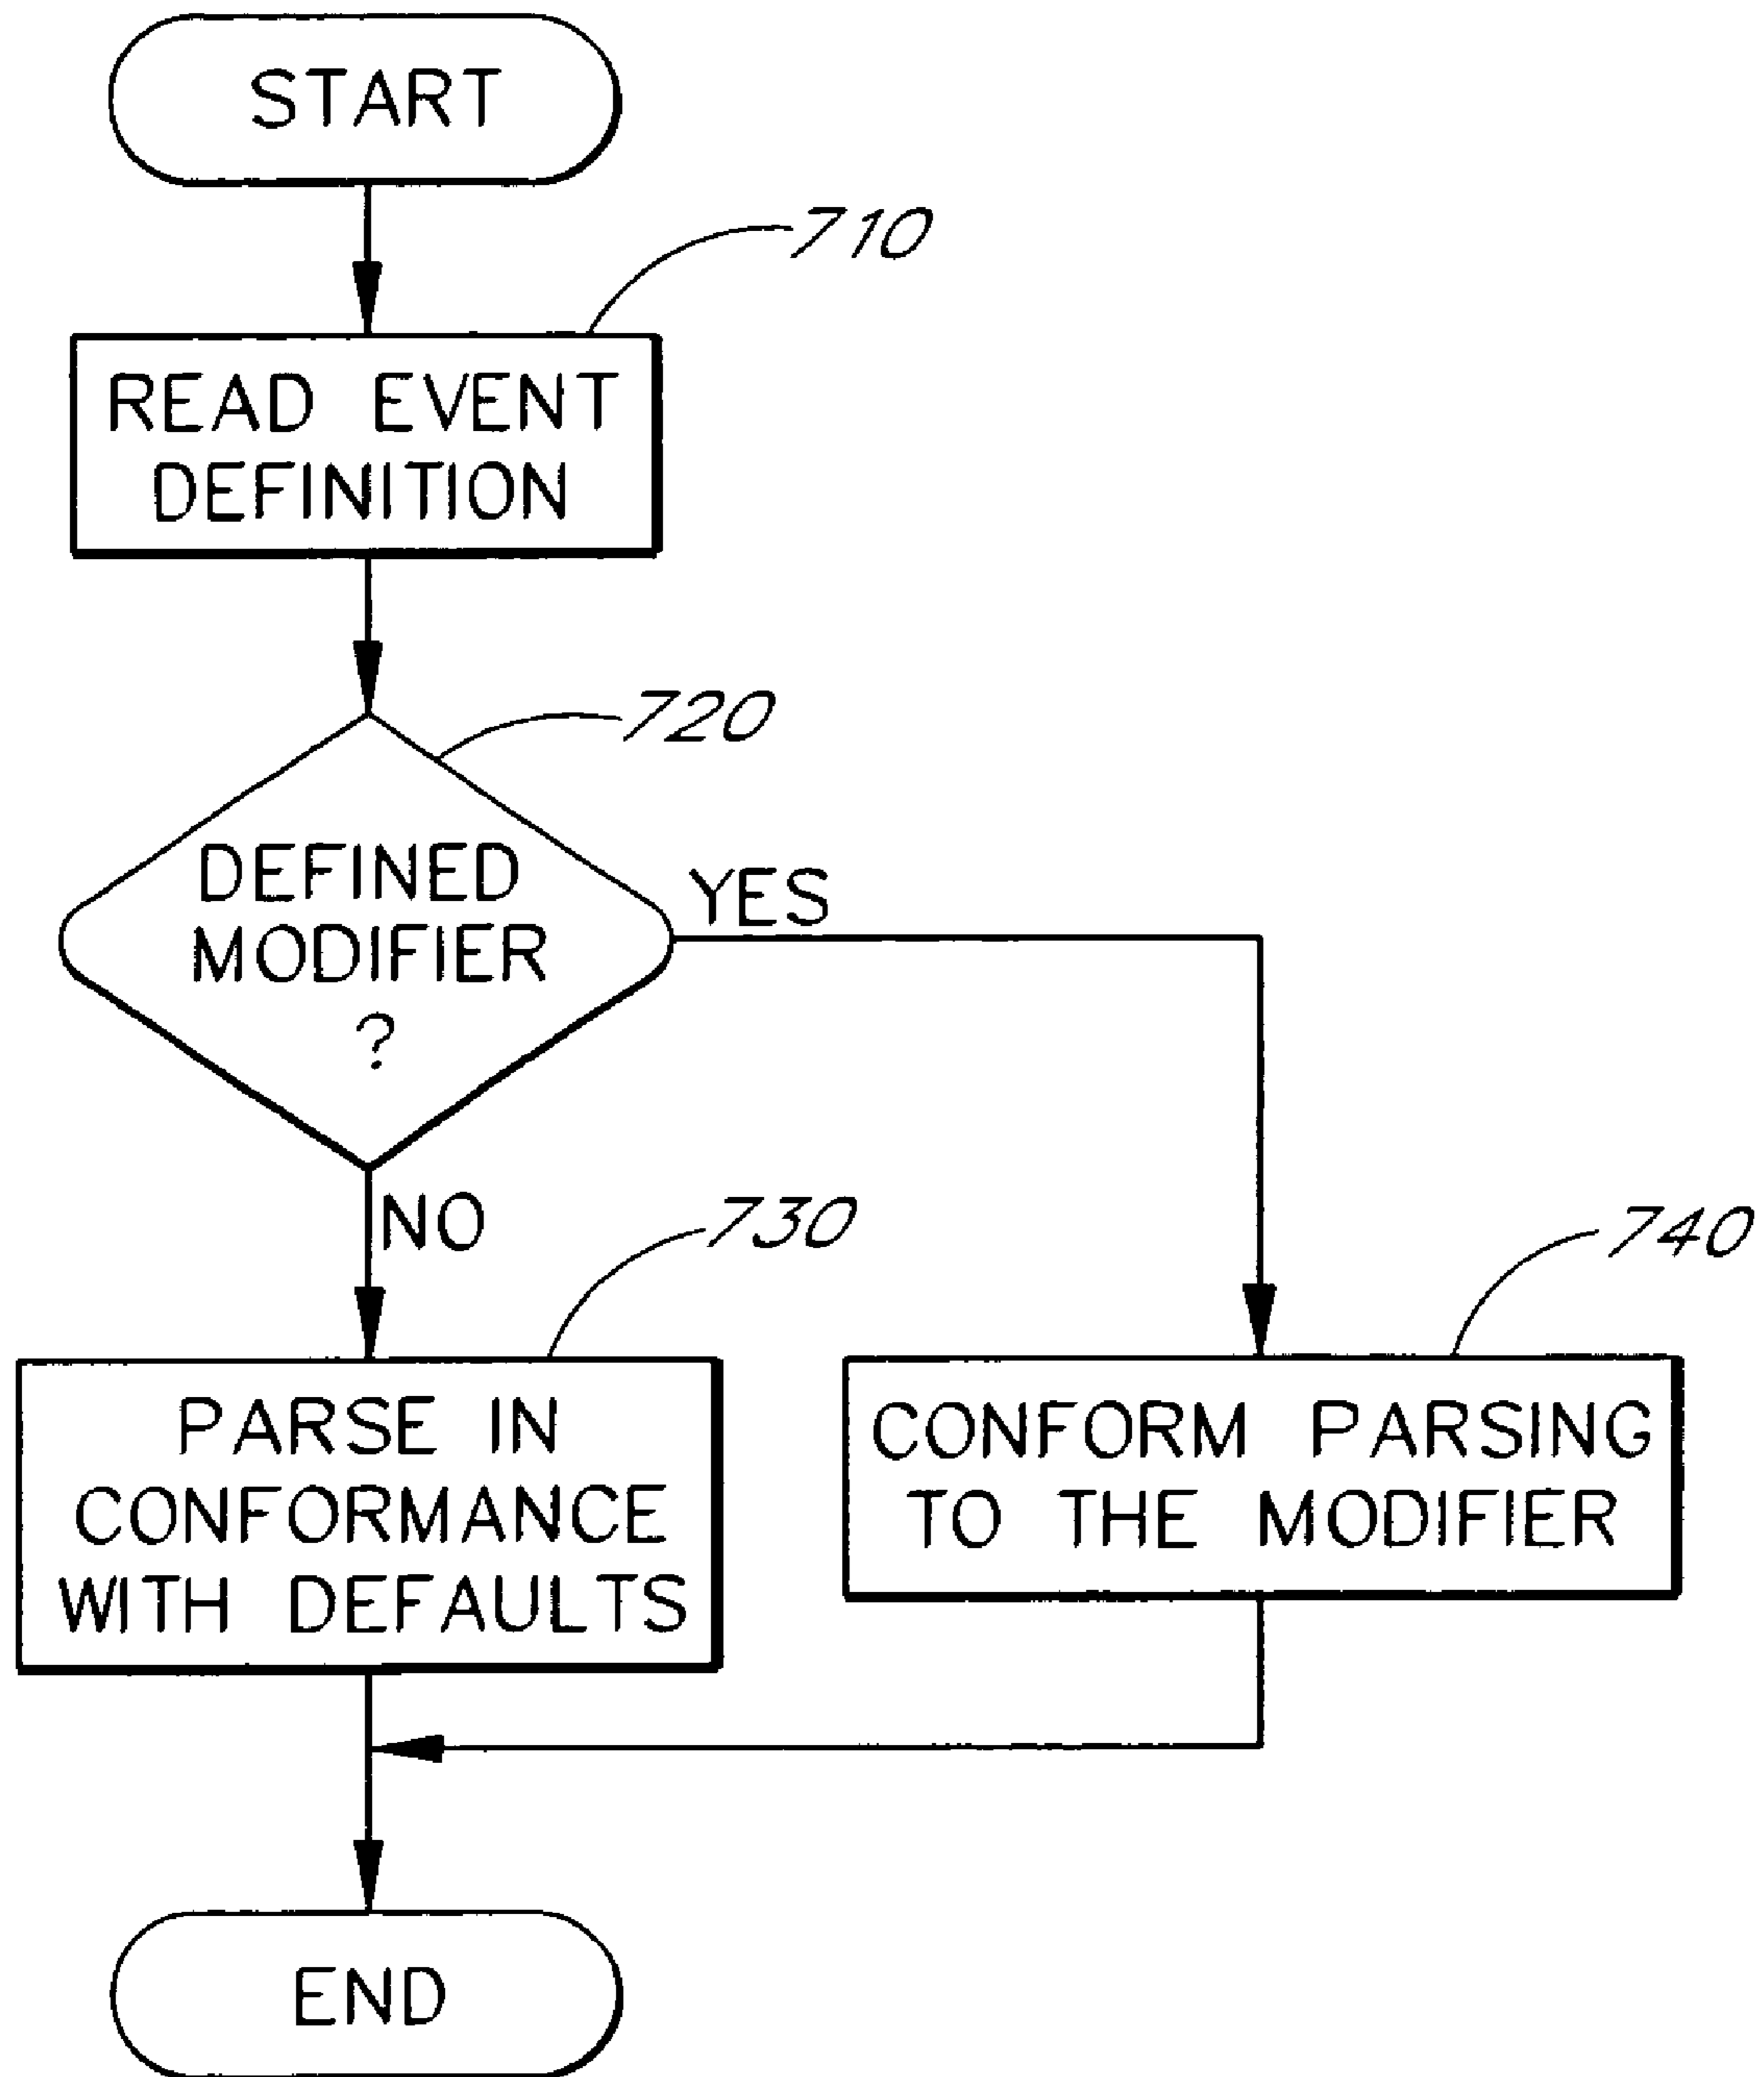 START
710
READ EVENT
DEFINITION
720
DEFINED
MODIFIER
?
YES
NO
730
740
PARSE IN
CONFORMANCE
WITH DEFAULTS
CONFORM PARSING
TO THE MODIFIER
END